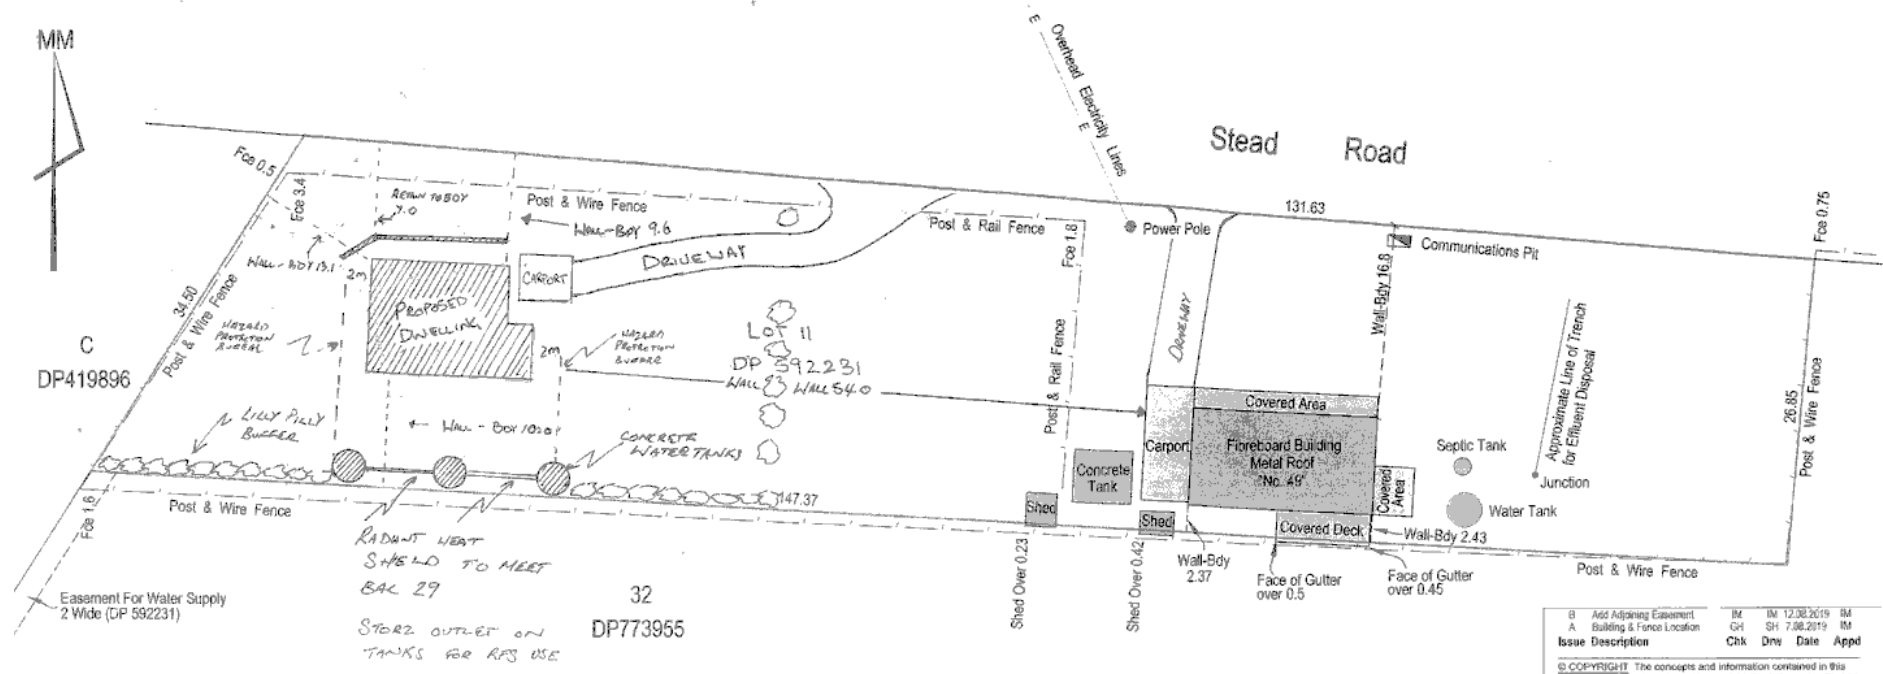 MM
Stead Road
Overhead Electricity Lines
E
E
Power Pole
131.63
Communications Pit
Fce 0.75
Fce 0.5
Fce 3.4
RETURN TO BDY
7.0
Post & Wire Fence
WALL-BDY 9.6
WALL-BDY 13.1
2m
CARPORT
DRIVEWAY
Post & Rail Fence
Fce 1.8
Wall-Bdy 16.8
34.50
Post & Wire Fence
PROPOSED
DWELLING
HAZARD
PROTECTION
BUFFER
2m
HAZARD
PROTECTION
BUFFER
LOT 11
DP 592231
WALL WALL 54.0
Post & Rail Fence
DRIVEWAY
Approximate Line of Trench
for Effluent Disposal
26.85
Post & Wire Fence
C
DP419896
LILLY PILLY
BUFFER
CONCRETE
WATER TANKS
Covered Area
Carport
Fibreboard Building
Metal Roof
"No. 49"
Covered
Area
Septic Tank
Junction
Water Tank
Concrete
Tank
Shed
Shed
Covered Deck
Wall-Bdy 2.43
147.37
Fce 1.6
Post & Wire Fence
RADIANT HEAT
SHIELD TO MEET
BAL 29
STORZ OUTLET ON
TANKS FOR RFS USE
32
DP773955
Shed Over 0.23
Shed Over 0.42
Wall-Bdy
2.37
Face of Gutter
over 0.5
Face of Gutter
over 0.45
Post & Wire Fence
Easement For Water Supply
2 Wide (DP 592231)
B Add Adjoining Easement IM IM 12.08.2019 IM
A Building & Fence Location GH SH 7.08.2019 IM
Issue Description Chk Drw Date Appd
© COPYRIGHT The concepts and information contained in this